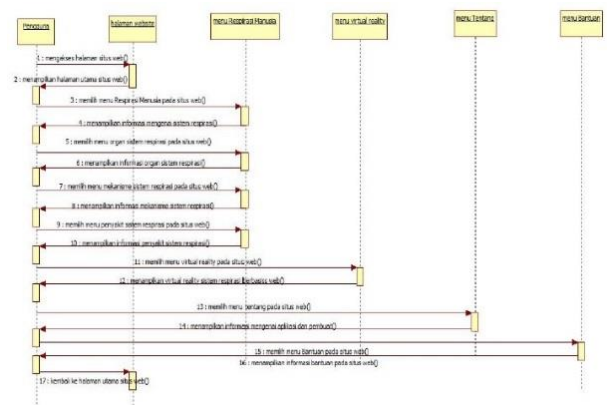 Pengguna
halaman website
menu Respirasi Manusia
menu virtual reality
menu Tentang
menu Bantuan
1 : mengakses halaman situs web()
2 : menampilkan halaman utama situs web()
3 : memilih menu Respirasi Manusia pada situs web()
4 : menampilkan informasi mengenai sistem respirasi()
5 : memilih menu organ sistem respirasi pada situs web()
6 : menampilkan informasi organ sistem respirasi()
7 : memilih menu mekanisme sistem respirasi pada situs web()
8 : menampilkan informasi mekanisme sistem respirasi()
9 : memilih menu penyakit sistem respirasi pada situs web()
10 : menampilkan informasi penyakit sistem respirasi()
11 : memilih menu virtual reality pada situs web()
12 : menampilkan virtual reality sistem respirasi berbasis web()
13 : memilih menu tentang pada situs web()
14 : menampilkan informasi mengenai aplikasi dan pembuat()
15 : memilih menu Bantuan pada situs web()
16 : menampilkan informasi bantuan pada situs web()
17 : kembali ke halaman utama situs web()